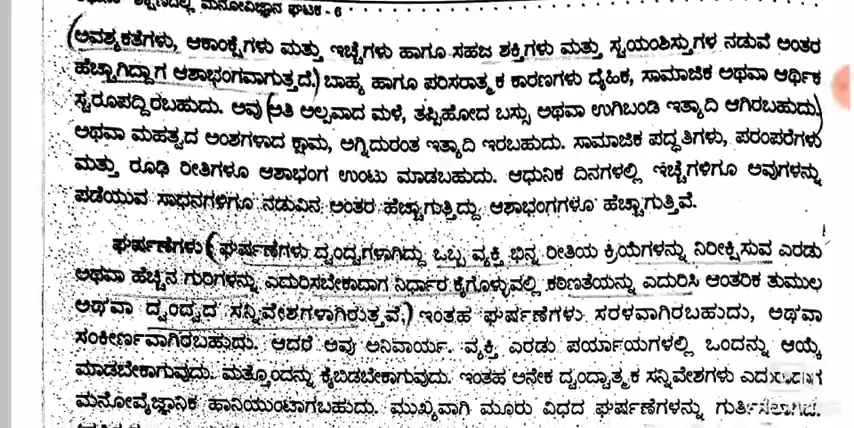 ಶಿಕ್ಷಣದಲ್ಲಿ ಮನೋವಿಜ್ಞಾನ ಘಟಕ - 6
(ಅವಶ್ಯಕತೆಗಳು, ಆಕಾಂಕ್ಷೆಗಳು ಮತ್ತು ಇಚ್ಛೆಗಳು ಹಾಗೂ ಸಹಜ ಶಕ್ತಿಗಳು ಮತ್ತು ಸ್ವಯಂಶಿಸ್ತುಗಳ ನಡುವೆ ಅಂತರ
ಹೆಚ್ಚಾಗಿದ್ದಾಗ ಆಶಾಭಂಗವಾಗುತ್ತದೆ.) ಬಾಹ್ಯ ಹಾಗೂ ಪರಿಸರಾತ್ಮಕ ಕಾರಣಗಳು ದೈಹಿಕ, ಸಾಮಾಜಿಕ ಅಥವಾ ಆರ್ಥಿಕ
ಸ್ವರೂಪದ್ದಿರಬಹುದು. ಅವು (ಅತಿ ಅಲ್ಪವಾದ ಮಳೆ, ತಪ್ಪಿಹೋದ ಬಸ್ಸು ಅಥವಾ ಉಗಿಬಂಡಿ ಇತ್ಯಾದಿ ಆಗಿರಬಹುದು)
ಅಥವಾ ಮಹತ್ವದ ಅಂಶಗಳಾದ ಕ್ಷಾಮ, ಅಗ್ನಿದುರಂತ ಇತ್ಯಾದಿ ಇರಬಹುದು. ಸಾಮಾಜಿಕ ಪದ್ಧತಿಗಳು, ಪರಂಪರೆಗಳು
ಮತ್ತು ರೂಢಿ ರೀತಿಗಳೂ ಆಶಾಭಂಗ ಉಂಟು ಮಾಡಬಹುದು. ಆಧುನಿಕ ದಿನಗಳಲ್ಲಿ ಇಚ್ಛೆಗಳಿಗೂ ಅವುಗಳನ್ನು
ಪಡೆಯುವ ಸಾಧನಗಳಿಗೂ ನಡುವಿನ ಅಂತರ ಹೆಚ್ಚಾಗುತ್ತಿದ್ದು ಆಶಾಭಂಗಗಳೂ ಹೆಚ್ಚಾಗುತ್ತಿವೆ.
ಘರ್ಷಣೆಗಳು (ಘರ್ಷಣೆಗಳು ದ್ವಂದ್ವಗಳಾಗಿದ್ದು ಒಬ್ಬ ವ್ಯಕ್ತಿ ಭಿನ್ನ ರೀತಿಯ ಕ್ರಿಯೆಗಳನ್ನು ನಿರೀಕ್ಷಿಸುವ ಎರಡು
ಅಥವಾ ಹೆಚ್ಚಿನ ಗುರಿಗಳನ್ನು ಎದುರಿಸಬೇಕಾದಾಗ ನಿರ್ಧಾರ ಕೈಗೊಳ್ಳುವಲ್ಲಿ ಕಠಿಣತೆಯನ್ನು ಎದುರಿಸಿ ಆಂತರಿಕ ತುಮುಲ
ಅಥವಾ ದ್ವಂದ್ವದ ಸನ್ನಿವೇಶಗಳಾಗಿರುತ್ತವೆ.) ಇಂತಹ ಘರ್ಷಣೆಗಳು ಸರಳವಾಗಿರಬಹುದು, ಅಥವಾ
ಸಂಕೀರ್ಣವಾಗಿರಬಹುದು. ಆದರೆ ಅವು ಅನಿವಾರ್ಯ. ವ್ಯಕ್ತಿ ಎರಡು ಪರ್ಯಾಯಗಳಲ್ಲಿ ಒಂದನ್ನು ಆಯ್ಕೆ
ಮಾಡಬೇಕಾಗುವುದು. ಮತ್ತೊಂದನ್ನು ಕೈಬಿಡಬೇಕಾಗುವುದು. ಇಂತಹ ಅನೇಕ ದ್ವಂದ್ವಾತ್ಮಕ ಸನ್ನಿವೇಶಗಳು
ಮನೋವೈಜ್ಞಾನಿಕ ಹಾನಿಯುಂಟಾಗಬಹುದು. ಮುಖ್ಯವಾಗಿ ಮೂರು ವಿಧದ ಘರ್ಷಣೆಗಳನ್ನು